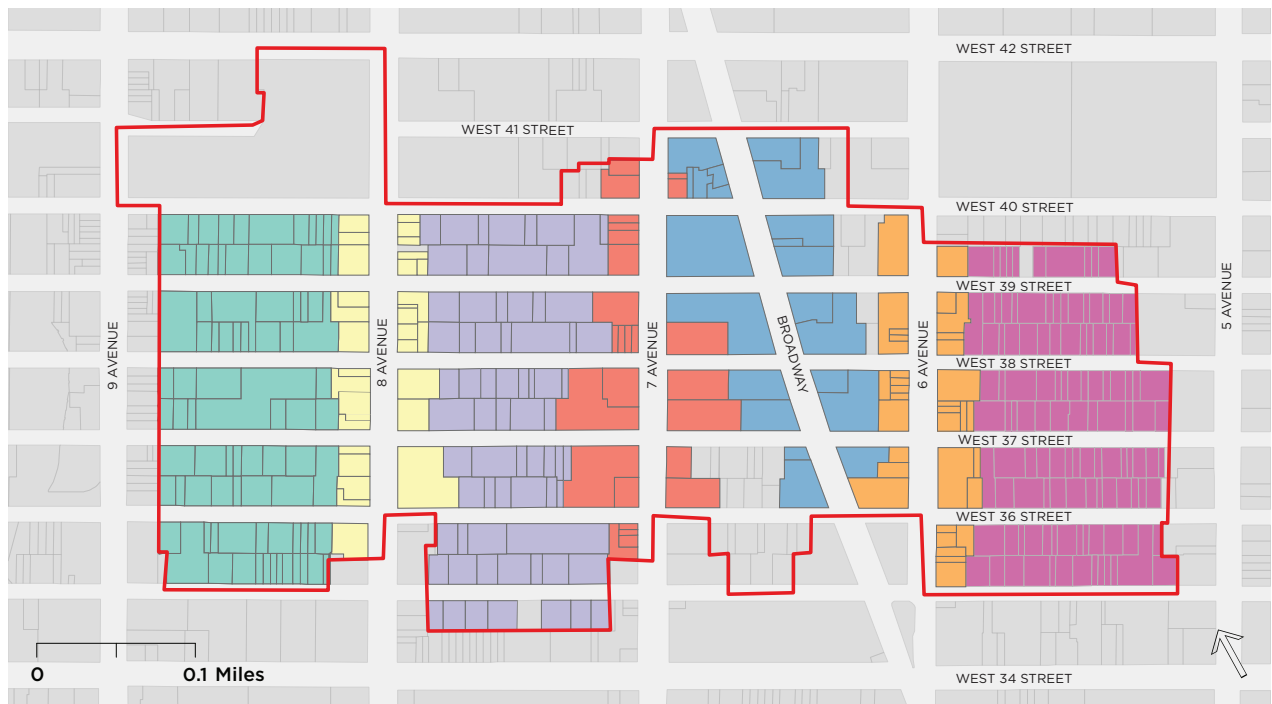 WEST 42 STREET
WEST 41 STREET
WEST 40 STREET
WEST 39 STREET
9 AVENUE
8 AVENUE
7 AVENUE
BROADWAY
6 AVENUE
5 AVENUE
WEST 38 STREET
WEST 37 STREET
WEST 36 STREET
0
0.1 Miles
WEST 34 STREET